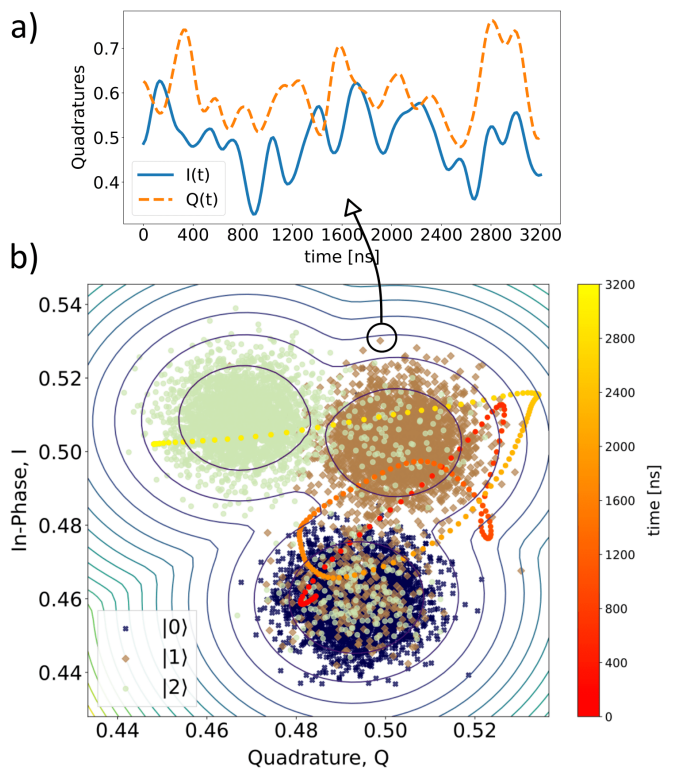 a)
Quadratures
0.7
0.6
0.5
0.4
I(t)
Q(t)
0 400 800 1200 1600 2000 2400 2800 3200
time [ns]
b)
In-Phase, I
0.54
0.52
0.50
0.48
0.46
0.44
|0⟩
|1⟩
|2⟩
0.44 0.46 0.48 0.50 0.52
Quadrature, Q
3200
2800
2400
2000
1600
1200
800
400
0
time [ns]